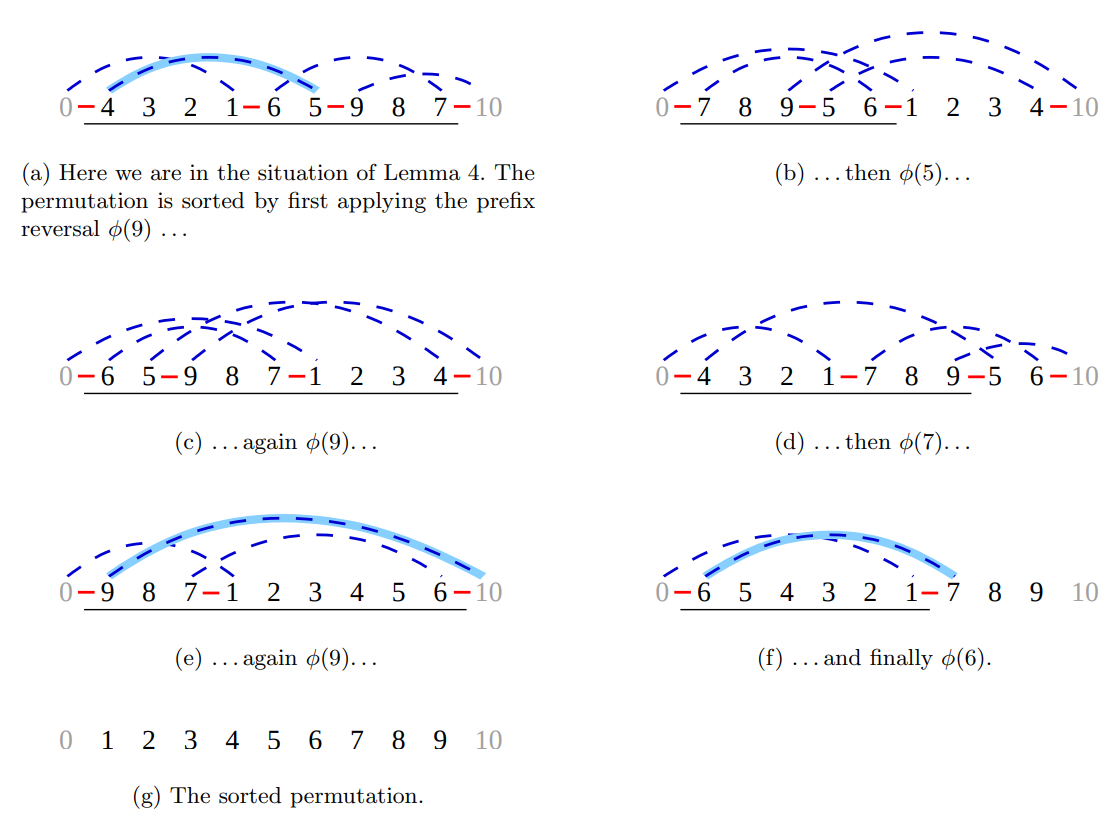 0 4 3 2 1 6 5 9 8 7 10
(a) Here we are in the situation of Lemma 4. The
permutation is sorted by first applying the prefix
reversal ϕ(9) ...
0 7 8 9 5 6 1 2 3 4 10
(b) ...then ϕ(5)...
0 6 5 9 8 7 1 2 3 4 10
(c) ...again ϕ(9)...
0 4 3 2 1 7 8 9 5 6 10
(d) ...then ϕ(7)...
0 9 8 7 1 2 3 4 5 6 10
(e) ...again ϕ(9)...
0 6 5 4 3 2 1 7 8 9 10
(f) ...and finally ϕ(6).
0 1 2 3 4 5 6 7 8 9 10
(g) The sorted permutation.